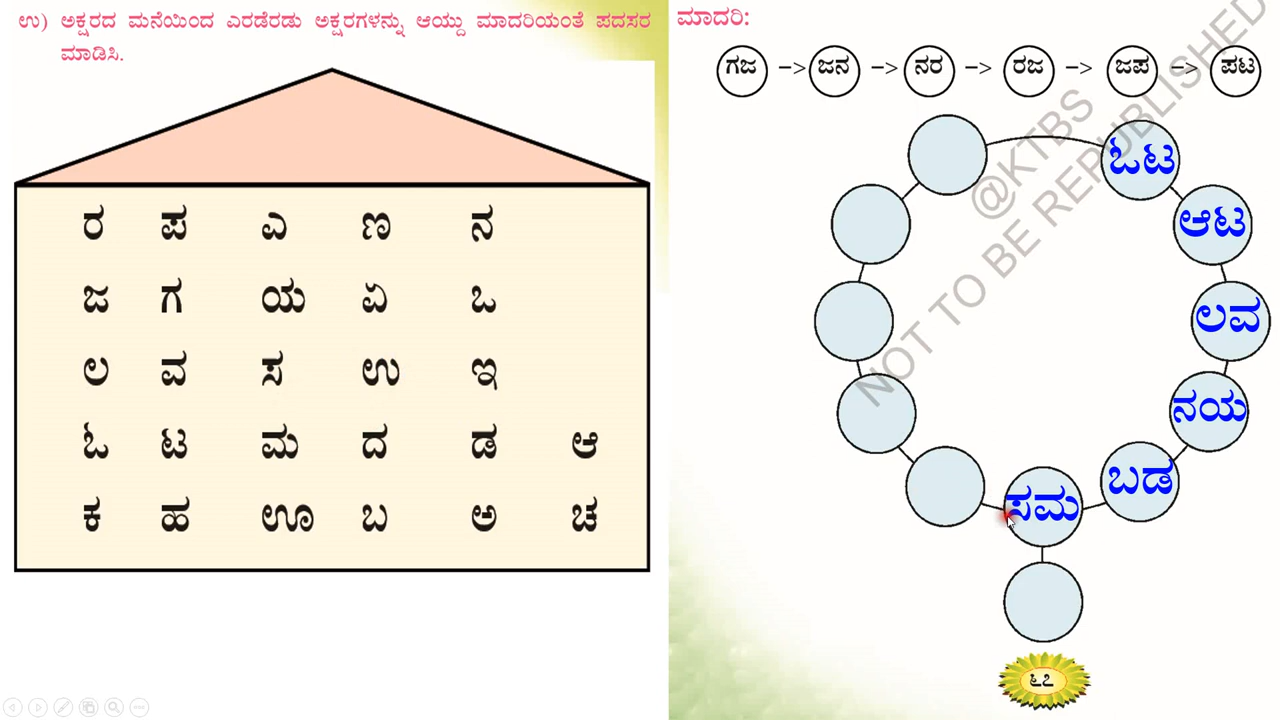 ಉ) ಅಕ್ಷರದ ಮನೆಯಿಂದ ಎರಡೆರಡು ಅಕ್ಷರಗಳನ್ನು ಆಯ್ದು ಮಾದರಿಯಂತೆ ಪದಸರ
ಮಾಡಿಸಿ.
ರ ಪ ಎ ಣ ನ
ಜ ಗ ಯ ಏ ಒ
ಲ ವ ಸ ಉ ಇ
ಓ ಟ ಮ ದ ಡ ಆ
ಕ ಹ ಊ ಬ ಅ ಚ
ಮಾದರಿ:
ಗಜ –> ಜನ –> ನರ –> ರಜ –> ಜಪ –> ಪಟ
ಓಟ
ಆಟ
ಲವ
ನಯ
ಬಡ
ಸಮ
೬೭
@KTBS
NOT TO BE REPUBLISHED